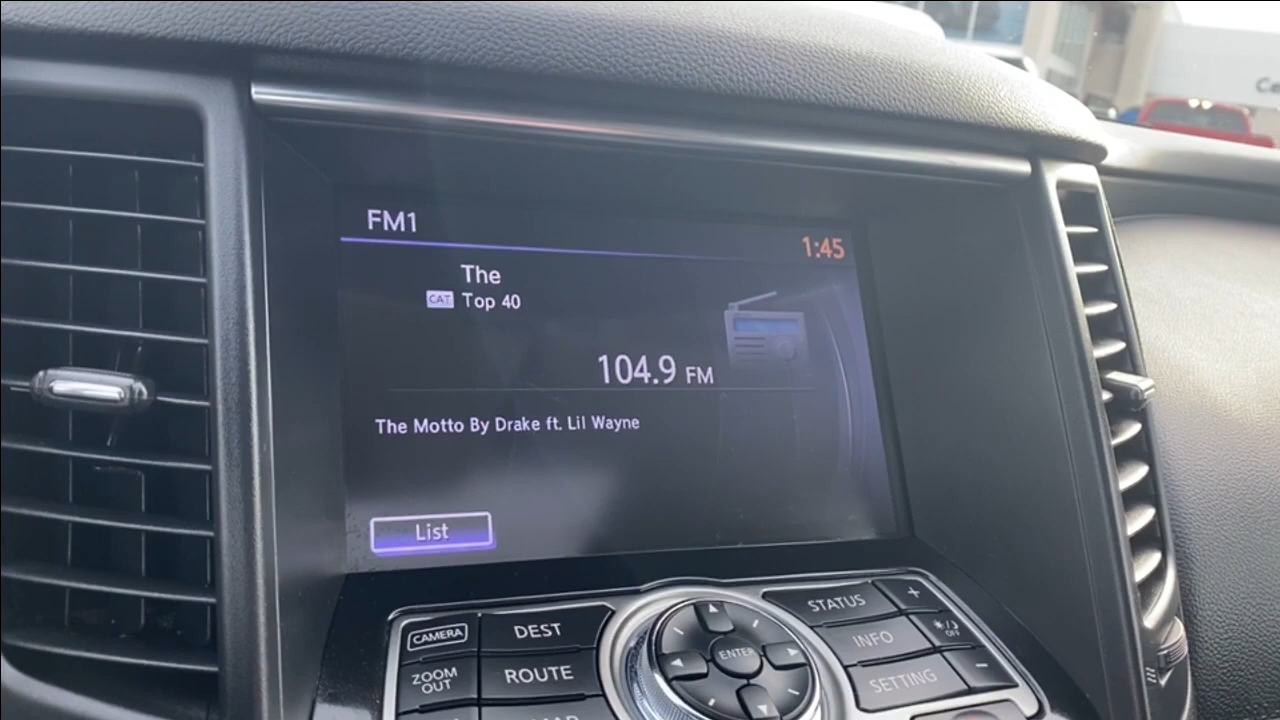 FM1
1:45
The
CAT Top 40
104.9 FM
The Motto By Drake ft. Lil Wayne
List
CAMERA
DEST
STATUS
+
ZOOM OUT
ROUTE
ENTER
INFO
OFF
SETTING
-